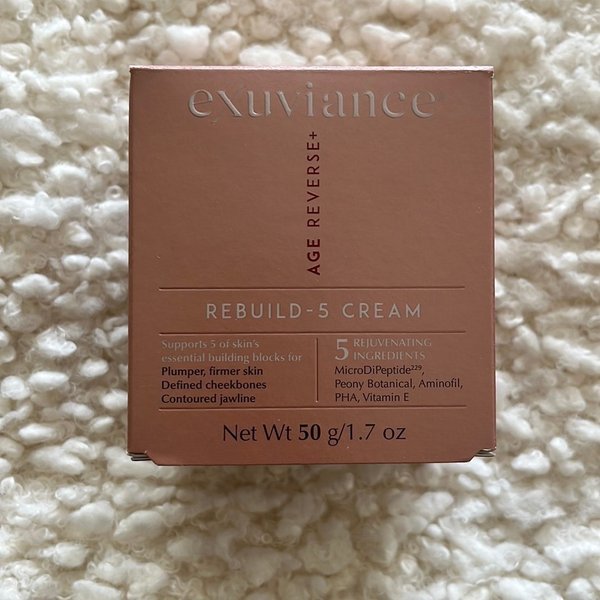 exuviance
AGE REVERSE+
REBUILD-5 CREAM
Supports 5 of skin's
essential building blocks for
Plumper, firmer skin
Defined cheekbones
Contoured jawline
5 REJUVENATING
INGREDIENTS
MicroDiPeptide²²⁹,
Peony Botanical, Aminofil,
PHA, Vitamin E
Net Wt 50 g/1.7 oz